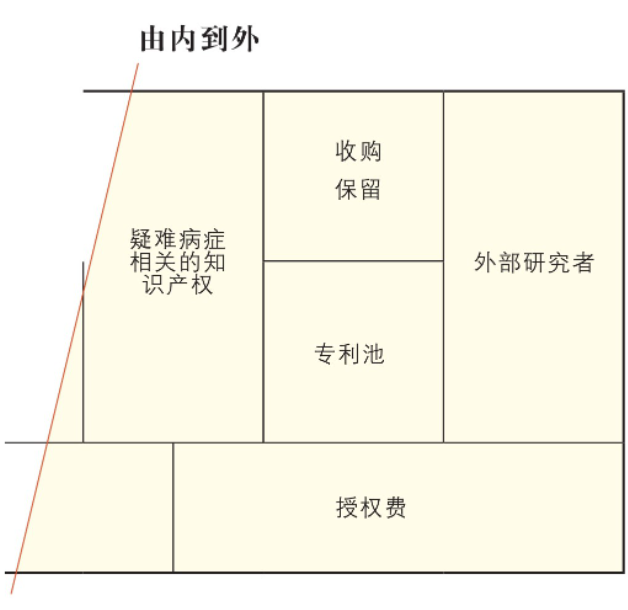 由内到外
疑难病症
相关的知
识产权
收购
保留
专利池
外部研究者
授权费